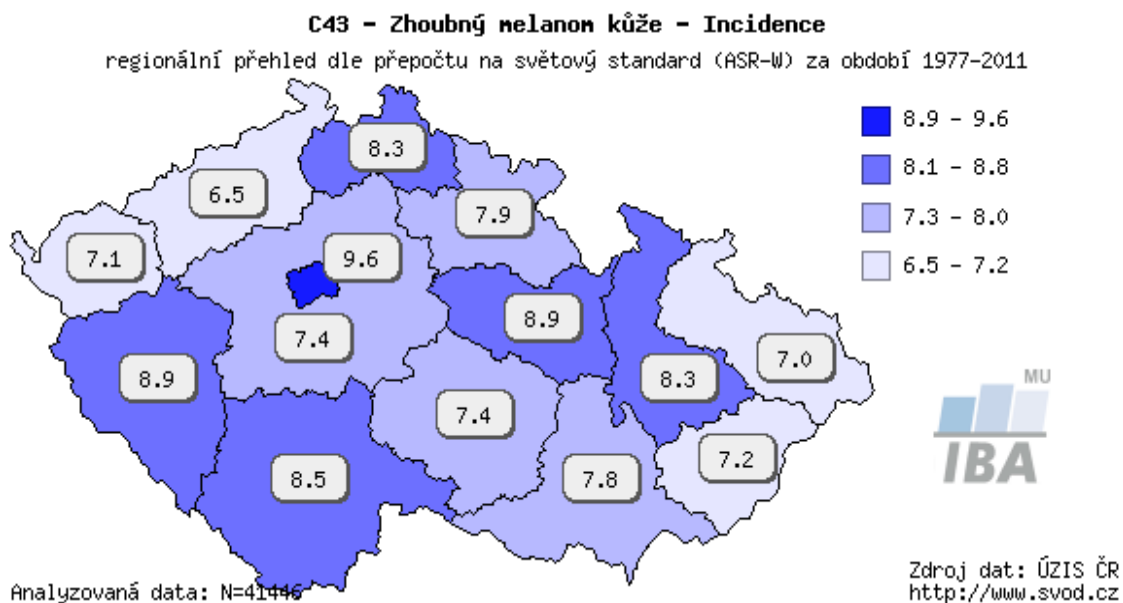 C43 - Zhoubný melanom kůže - Incidence
regionální přehled dle přepočtu na světový standard (ASR-W) za období 1977-2011
8.9 - 9.6
8.1 - 8.8
7.3 - 8.0
6.5 - 7.2
8.3
6.5
7.9
7.1
9.6
8.9
7.4
7.0
8.9
8.3
7.4
7.2
8.5
7.8
MU
IBA
Analyzovaná data: N=41446
Zdroj dat: ÚZIS ČR
http://www.svod.cz